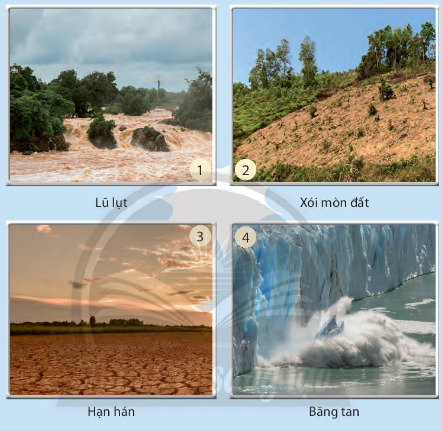 1
2
Lũ lụt
Xói mòn đất
3
4
Hạn hán
Băng tan